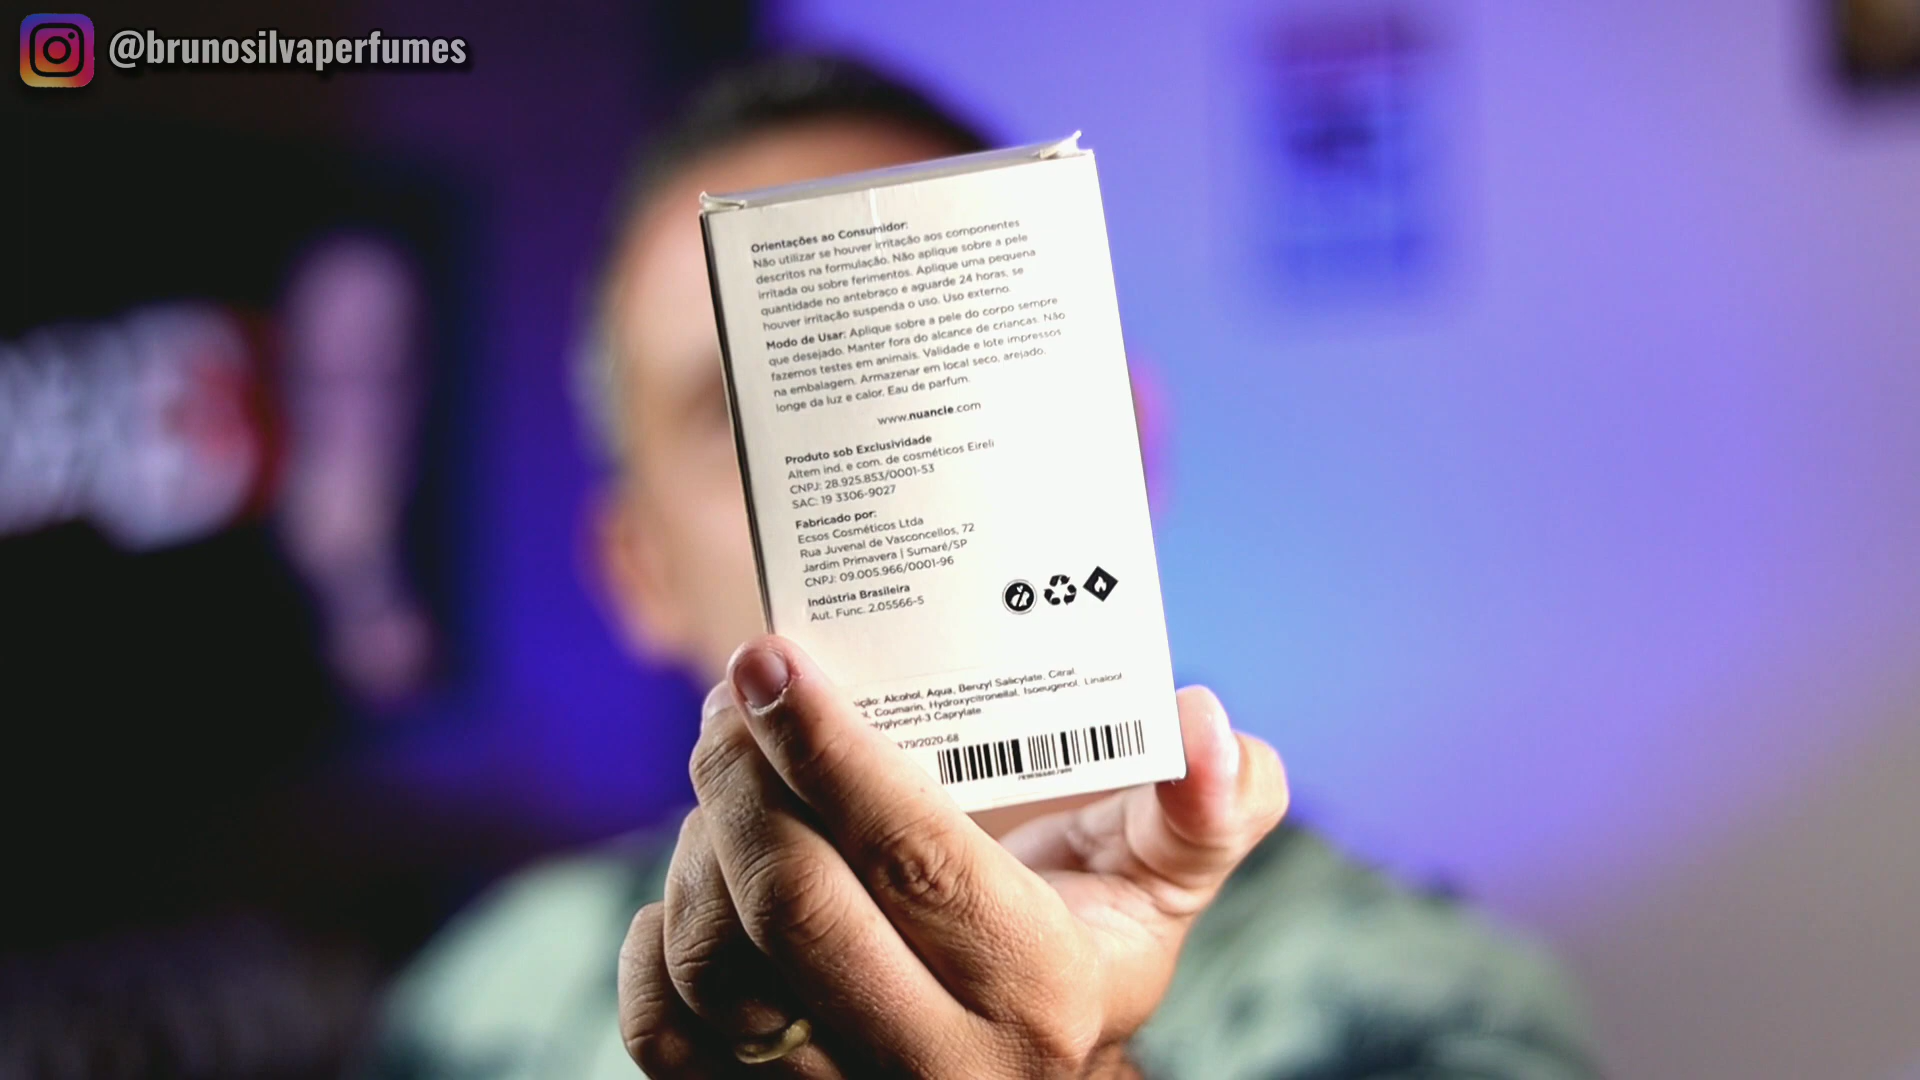 @brunosilvaperfumes
Orientações ao Consumidor:
Não utilizar se houver irritação aos componentes
descritos na formulação. Não aplique sobre a pele
irritada ou sobre ferimentos. Aplique uma pequena
quantidade no antebraço e aguarde 24 horas, se
houver irritação suspenda o uso. Uso externo.
Modo de Usar: Aplique sobre a pele do corpo sempre
que desejado. Manter fora do alcance de crianças. Não
fazemos testes em animais. Validade e lote impressos
na embalagem. Armazenar em local seco, arejado,
longe da luz e calor. Eau de parfum.
www.nuancie.com
Produto sob Exclusividade
Altem ind. e com. de cosméticos Eireli
CNPJ: 28.925.853/0001-53
SAC: 19 3306-9027
Fabricado por:
Ecsos Cosméticos Ltda
Rua Juvenal de Vasconcellos, 72
Jardim Primavera | Sumaré/SP
CNPJ: 09.005.966/0001-96
Indústria Brasileira
Aut. Func. 2.05566-5
Alcohol, Aqua, Benzyl Salicylate, Citral,
Coumarin, Hydroxycitronellal, Isoeugenol, Linalool
Caprylate
79/2020-68